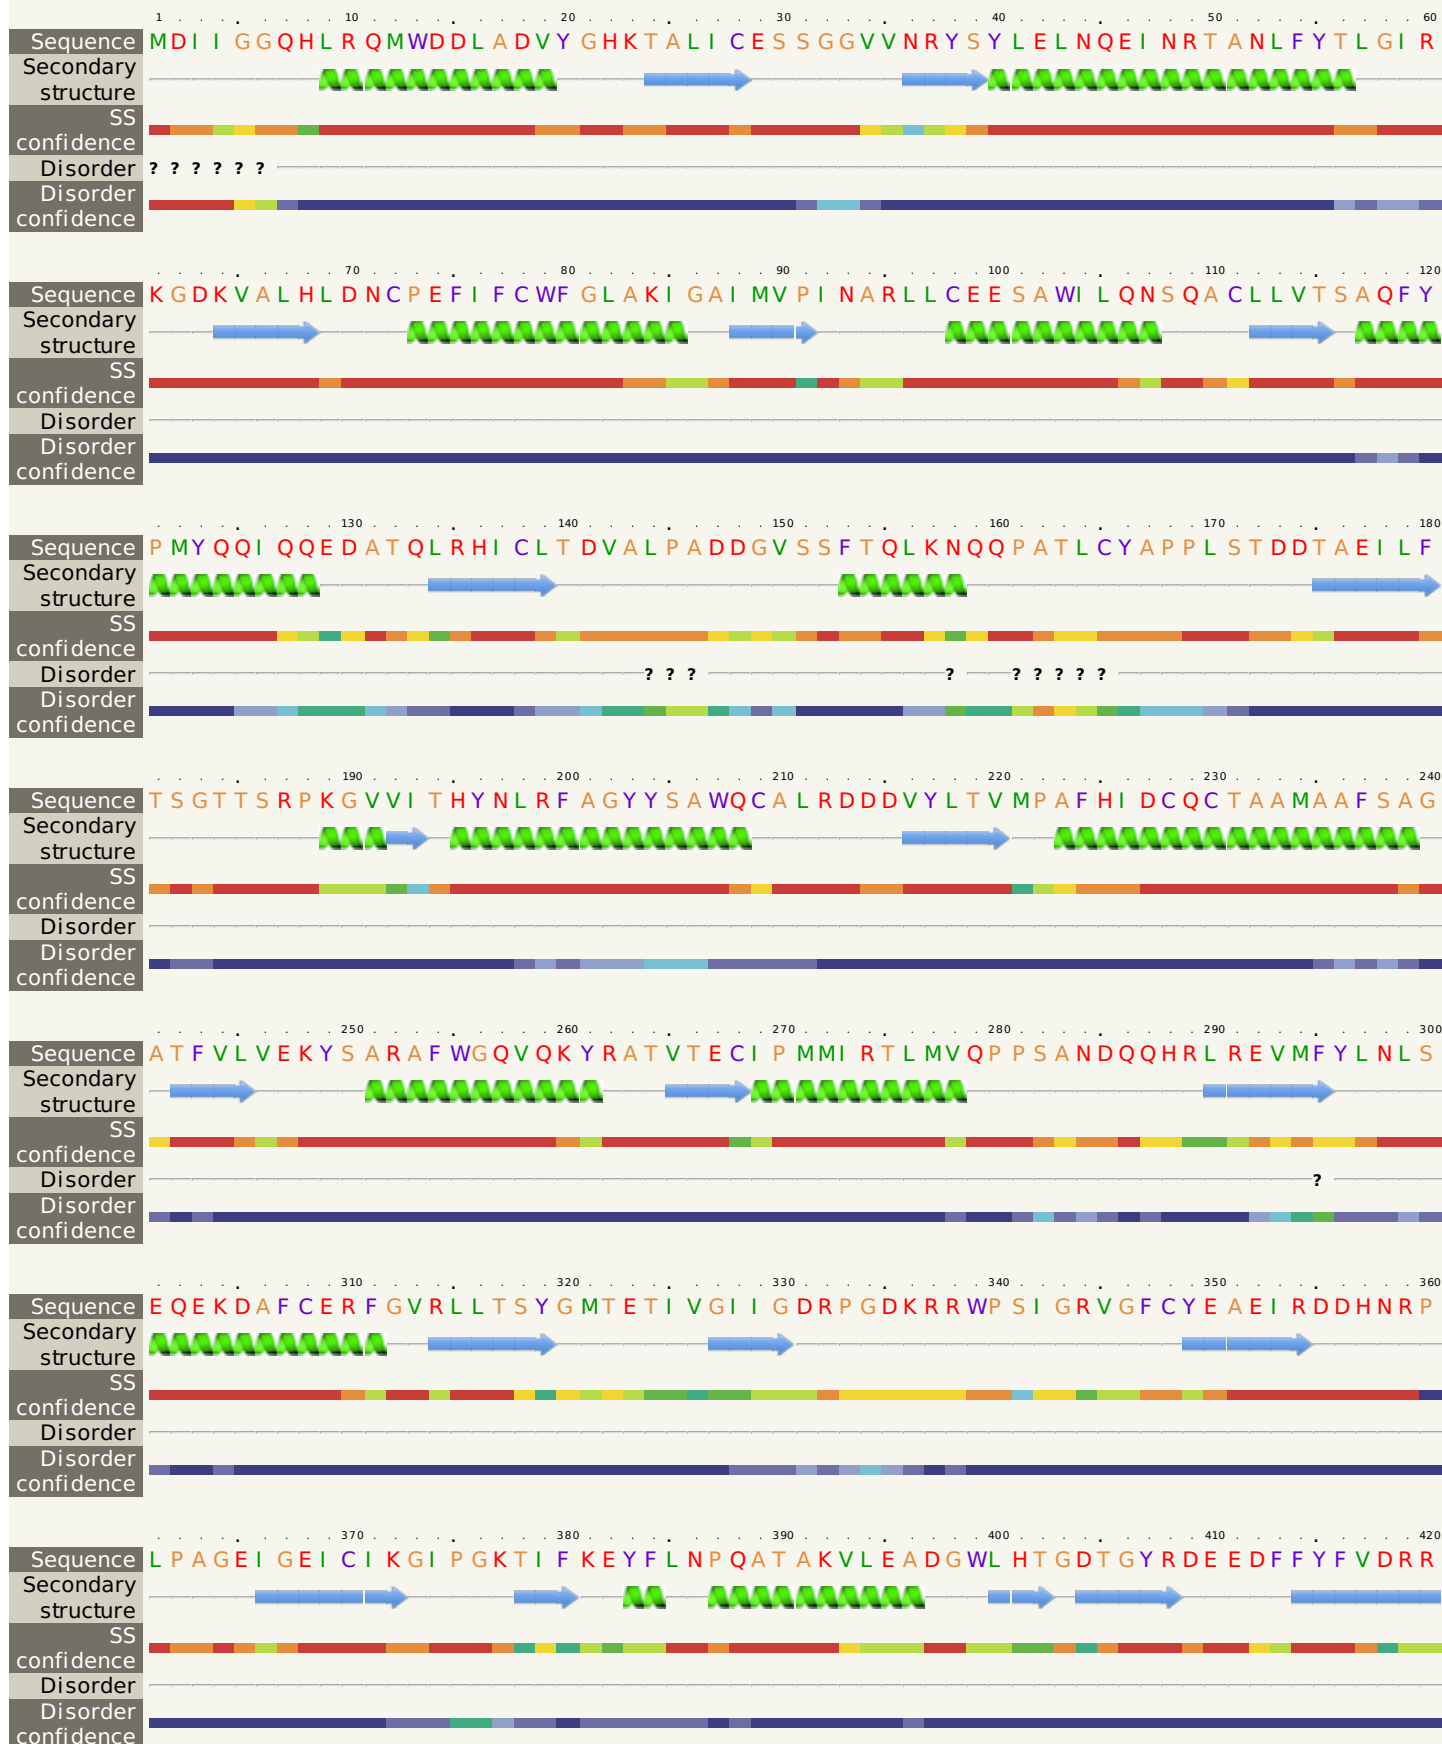 1 10 20 30 40 50 60
Sequence MDIIGGQHLRQMWDDLADVYGHKTALICESSGGVVNRYSYLELNQEINRTANLFYTLGIR
Secondary
structure
SS
confidence
Disorder ? ? ? ? ? ?
Disorder
confidence
70 80 90 100 110 120
Sequence KGDKVALHLDNCPEFIFCWFGLAKIGAIMVPINARLLCEESAWILQNSQACLLVTSAQFY
Secondary
structure
SS
confidence
Disorder
Disorder
confidence
130 140 150 160 170 180
Sequence PMYQQIQQEDATQLRHICLTDVALPADDGVSSFTQLKNQQPATLCYAPPLSTDDTAEILF
Secondary
structure
SS
confidence
Disorder ? ? ? ? ? ? ? ? ?
Disorder
confidence
190 200 210 220 230 240
Sequence TSGTTSRPKGVVITHYNLRFAGYYSAWQCALRDDDVYLTVMPAFHIDCQCTAAMAAFSAG
Secondary
structure
SS
confidence
Disorder
Disorder
confidence
250 260 270 280 290 300
Sequence ATFVLVEKYSARAFWGQVQKYRATVTECIPMMIRTLMVQPPSANDQQHRLREVMFYLNLS
Secondary
structure
SS
confidence
Disorder ?
Disorder
confidence
310 320 330 340 350 360
Sequence EQEKDAFCERFGVRLLTSYGMTETIVGIIGDRPGDKRRWPSIGRVGFCYEAEIRDDHNRP
Secondary
structure
SS
confidence
Disorder
Disorder
confidence
370 380 390 400 410 420
Sequence LPAGEIGEICIKGIPGKTIFKEYFLNPQATAKVLEADGWLHTGDTGYRDEEDFFYFVDRR
Secondary
structure
SS
confidence
Disorder
Disorder
confidence